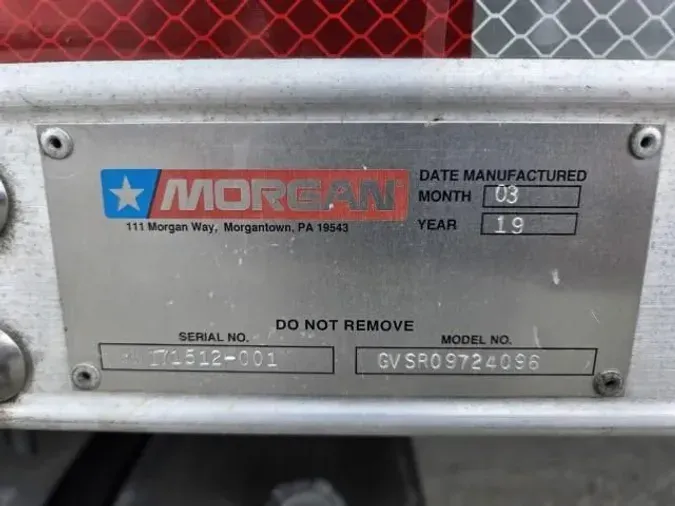 MORGAN
111 Morgan Way, Morgantown, PA 19543
DATE MANUFACTURED
MONTH 03
YEAR 19
DO NOT REMOVE
SERIAL NO.
171512-001
MODEL NO.
GVSR09724096